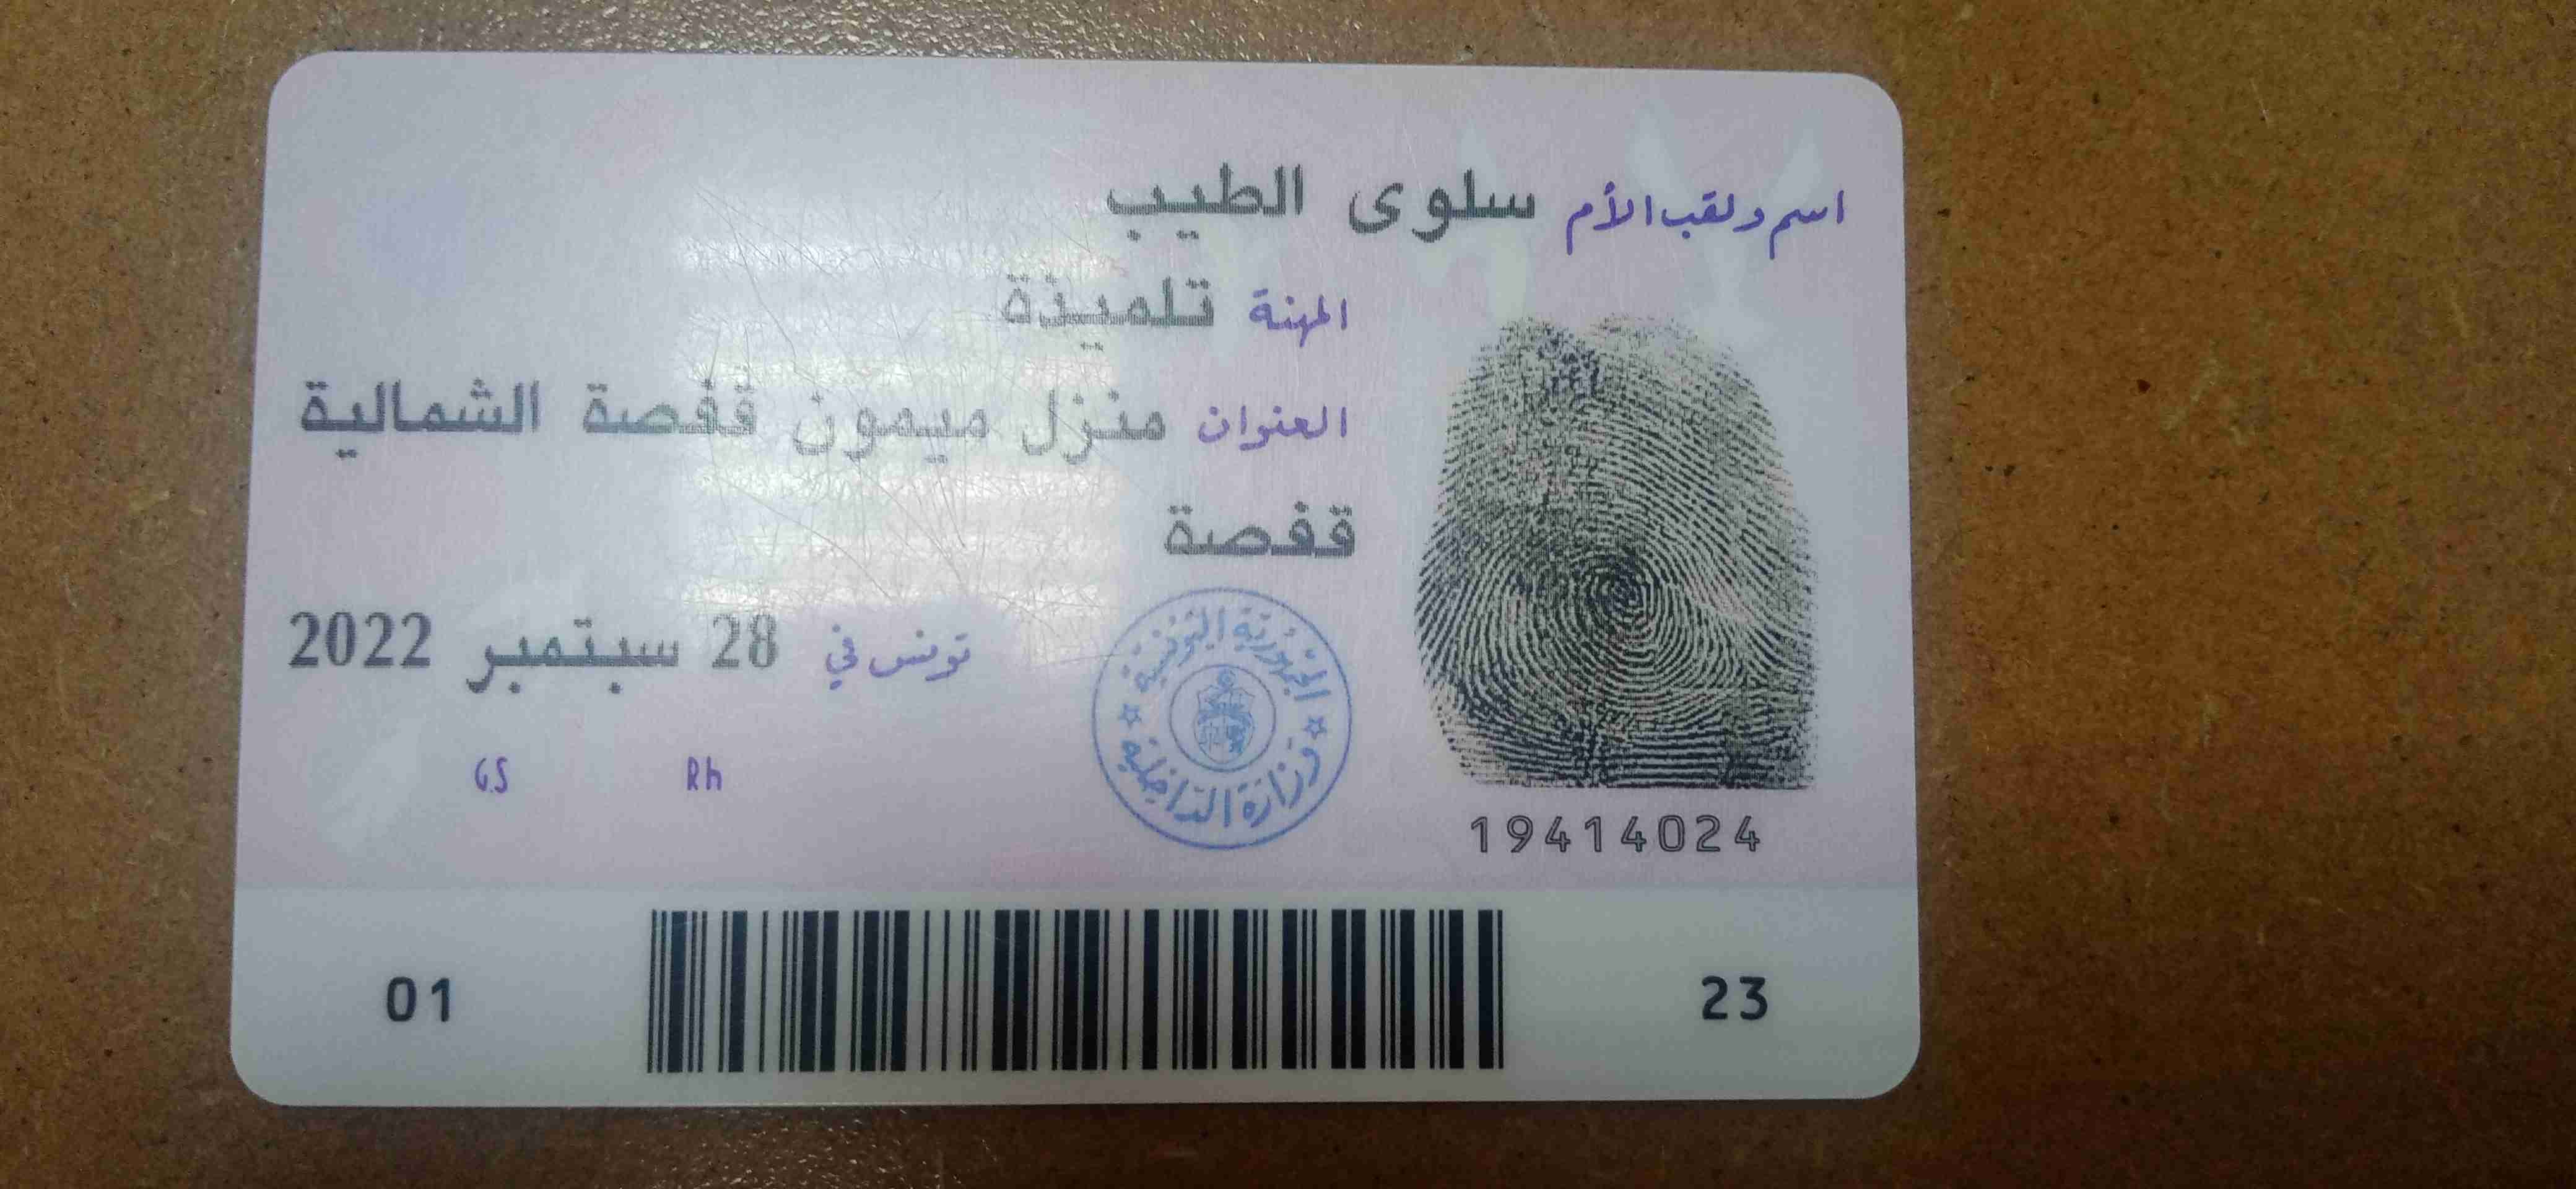 اسم ولقب الأم سلوى الطيب
المهنة تلميذة
العنوان منزل ميمون قفصة الشمالية
قفصة
تونس في 28 سبتمبر 2022
الجمهورية التونسية
وزارة الداخلية
G.S Rh
19414024
01 23